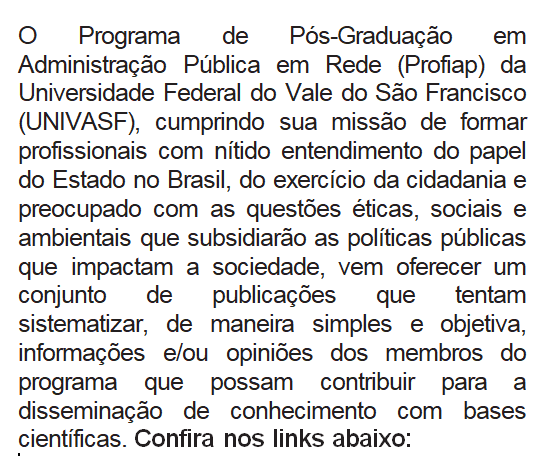 O Programa de Pós-Graduação em
Administração Pública em Rede (Profiap) da
Universidade Federal do Vale do São Francisco
(UNIVASF), cumprindo sua missão de formar
profissionais com nítido entendimento do papel
do Estado no Brasil, do exercício da cidadania e
preocupado com as questões éticas, sociais e
ambientais que subsidiarão as políticas públicas
que impactam a sociedade, vem oferecer um
conjunto de publicações que tentam
sistematizar, de maneira simples e objetiva,
informações e/ou opiniões dos membros do
programa que possam contribuir para a
disseminação de conhecimento com bases
científicas. Confira nos links abaixo: